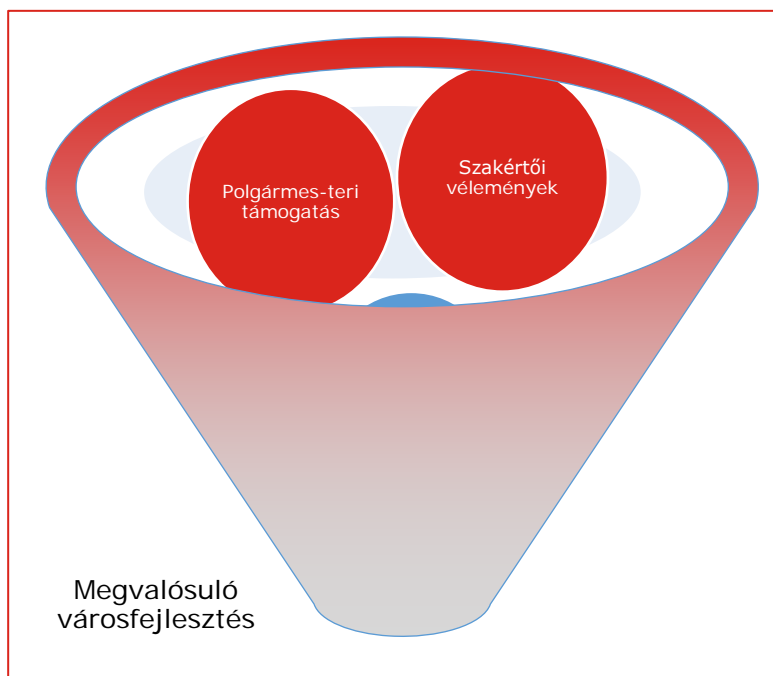 Polgármes-teri
támogatás
Szakértői
vélemények
Megvalósuló
városfejlesztés